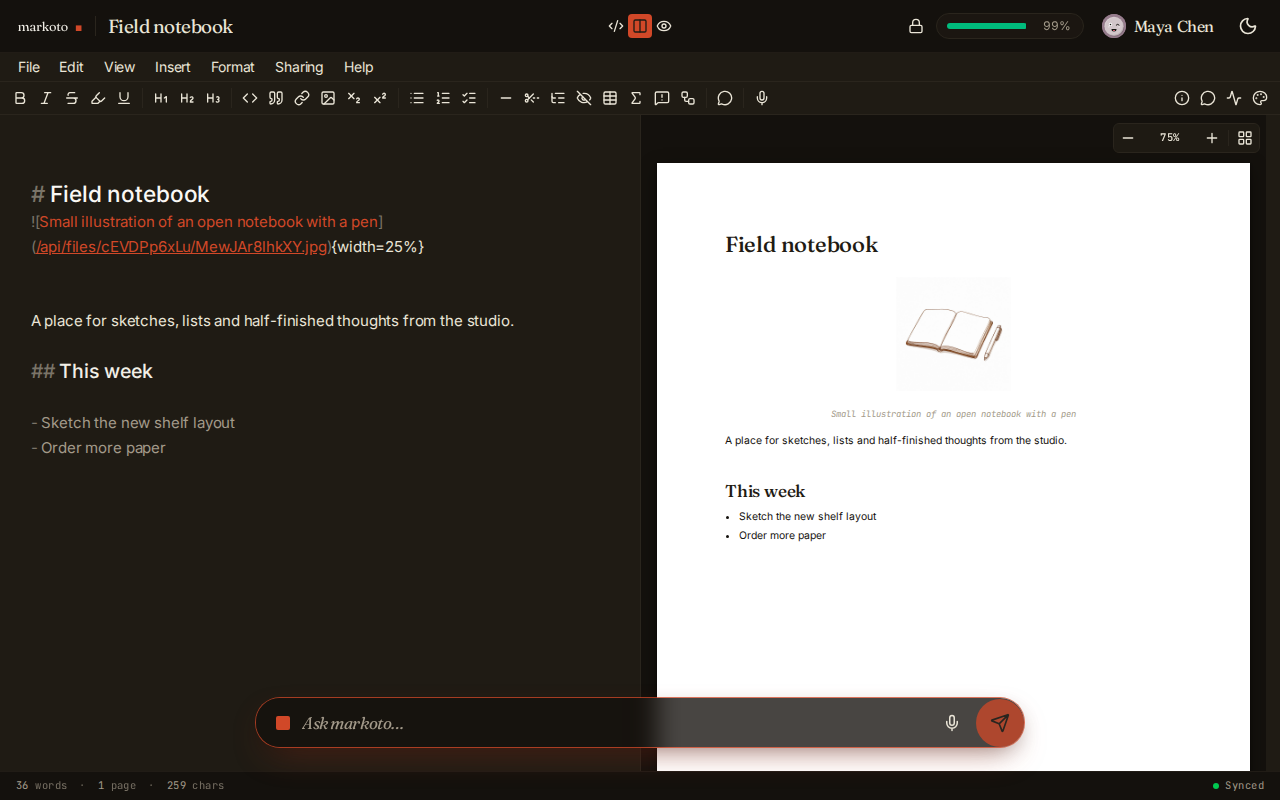 markoto
Field notebook
99%
Maya Chen
File Edit View Insert Format Sharing Help
H1 H2 H3
75%
# Field notebook
![Small illustration of an open notebook with a pen]
(/api/files/cEVDPp6xLu/MewJAr8IhkXY.jpg){width=25%}
A place for sketches, lists and half-finished thoughts from the studio.
## This week
- Sketch the new shelf layout
- Order more paper
Field notebook
Small illustration of an open notebook with a pen
A place for sketches, lists and half-finished thoughts from the studio.
This week
• Sketch the new shelf layout
• Order more paper
Ask markoto...
36 words · 1 page · 259 chars
Synced